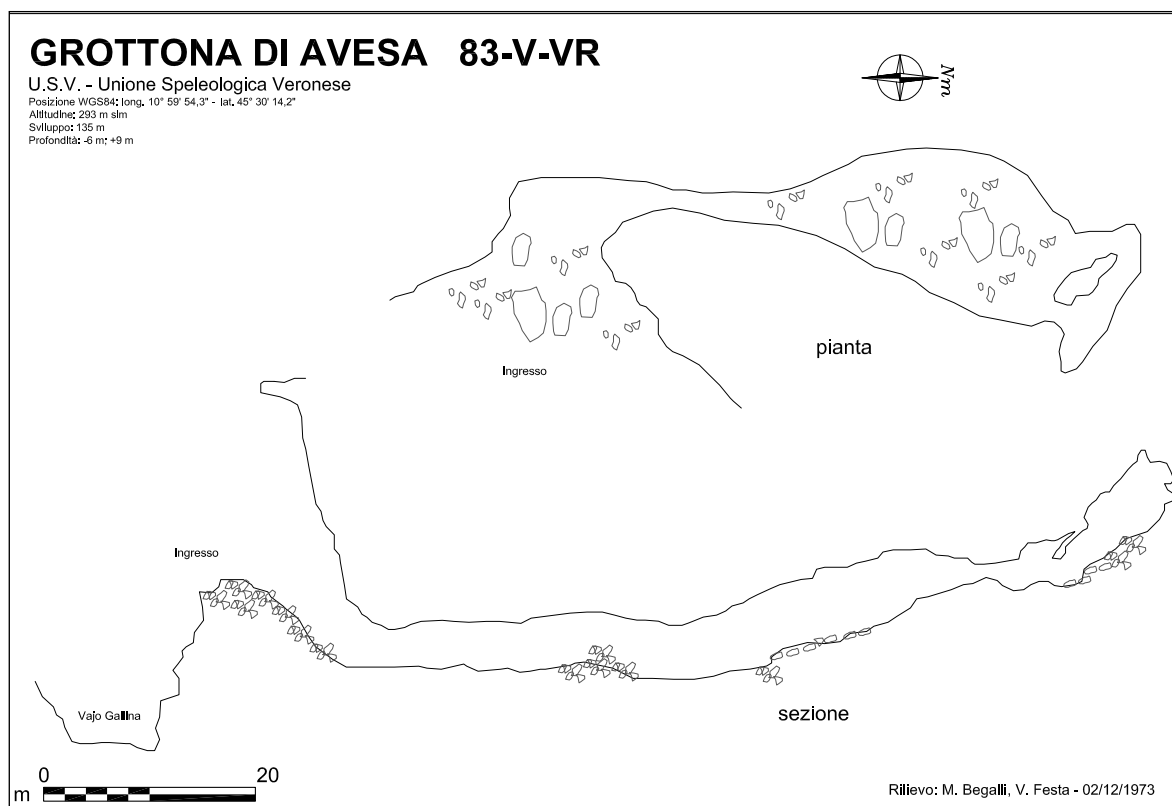 GROTTONA DI AVESA 83-V-VR
U.S.V. - Unione Speleologica Veronese
Posizione WGS84: long. 10° 59' 54,3" - lat. 45° 30' 14,2"
Altitudine: 293 m slm
Sviluppo: 135 m
Profondità: -6 m; +9 m
Nm
pianta
Ingresso
Ingresso
Vajo Gallina
sezione
0 20
m
Rilievo: M. Begalli, V. Festa - 02/12/1973